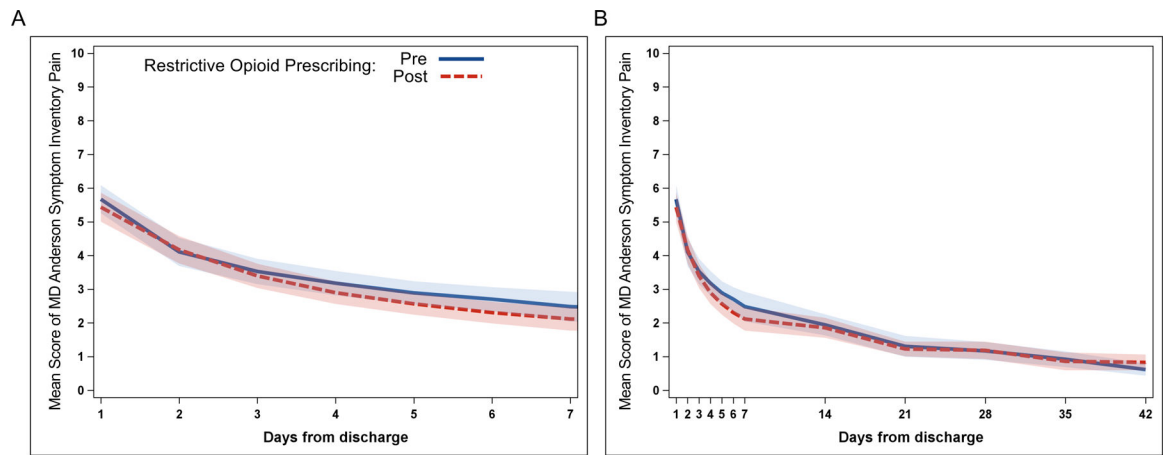 A
Mean Score of MD Anderson Symptom Inventory Pain
10
9
8
7
6
5
4
3
2
1
0
Restrictive Opioid Prescribing: Pre
Post
1 2 3 4 5 6 7
Days from discharge
B
Mean Score of MD Anderson Symptom Inventory Pain
10
9
8
7
6
5
4
3
2
1
0
1 2 3 4 5 6 7 14 21 28 35 42
Days from discharge